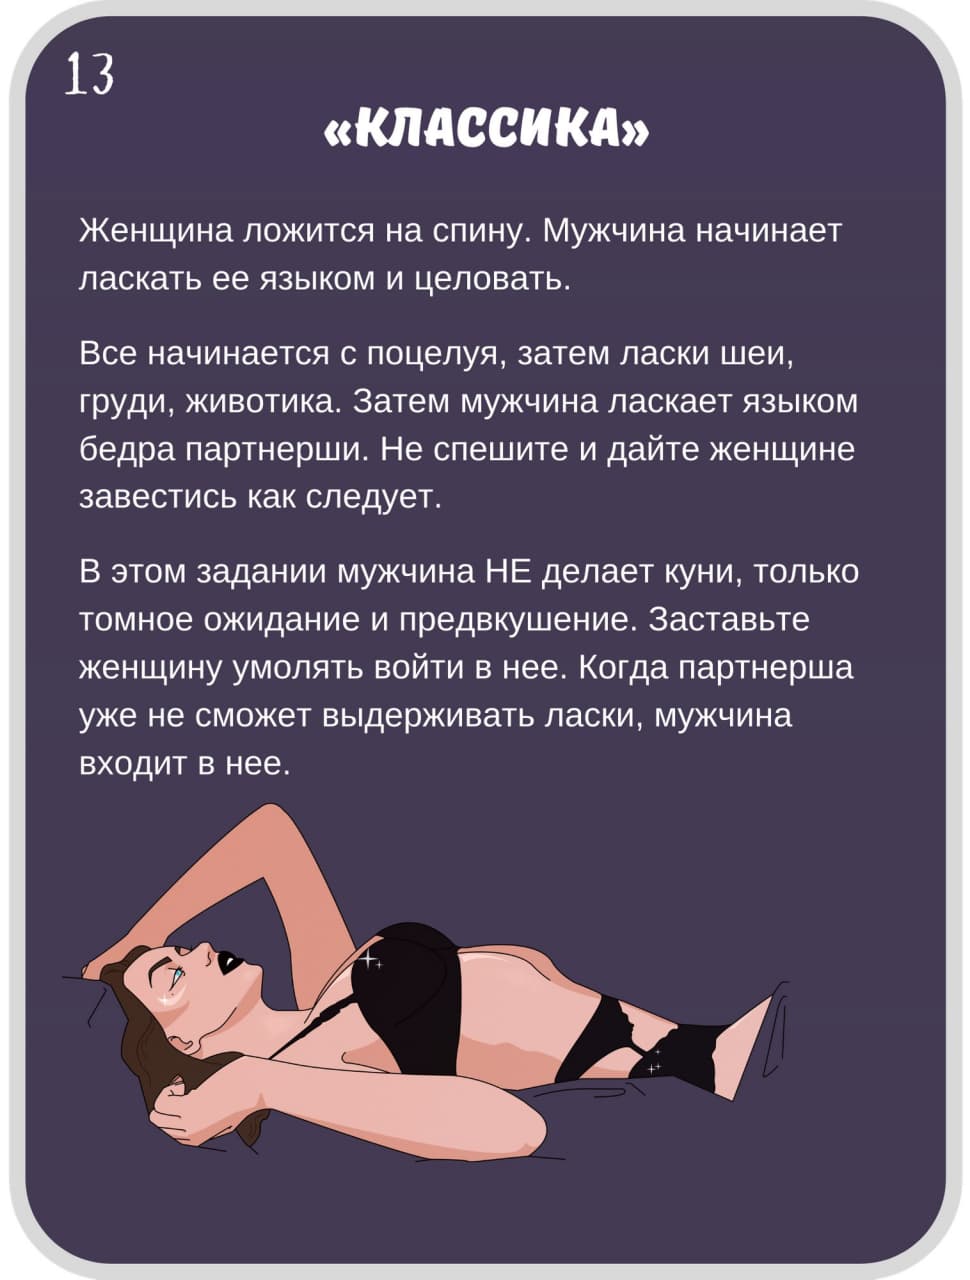 13
«КЛАССИКА»
Женщина ложится на спину. Мужчина начинает
ласкать ее языком и целовать.
Все начинается с поцелуя, затем ласки шеи,
груди, животика. Затем мужчина ласкает языком
бедра партнерши. Не спешите и дайте женщине
завестись как следует.
В этом задании мужчина НЕ делает куни, только
томное ожидание и предвкушение. Заставьте
женщину умолять войти в нее. Когда партнерша
уже не сможет выдерживать ласки, мужчина
входит в нее.